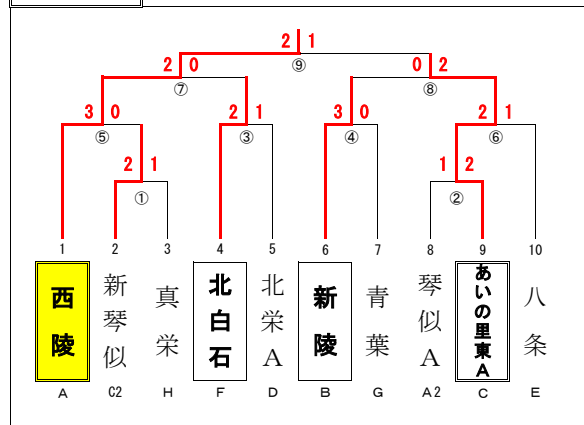 2 1
⑨
2 0 0 2
⑦ ⑧
3 0 2 1 3 0 2 1
⑤ ③ ④ ⑥
2 1 1 2
① ②
1 2 3 4 5 6 7 8 9 10
西陵
新琴似
真栄
北白石
北栄A
新陵
青葉
琴似A
あいの里東A
八条
A C2 H F D B G A2 C E